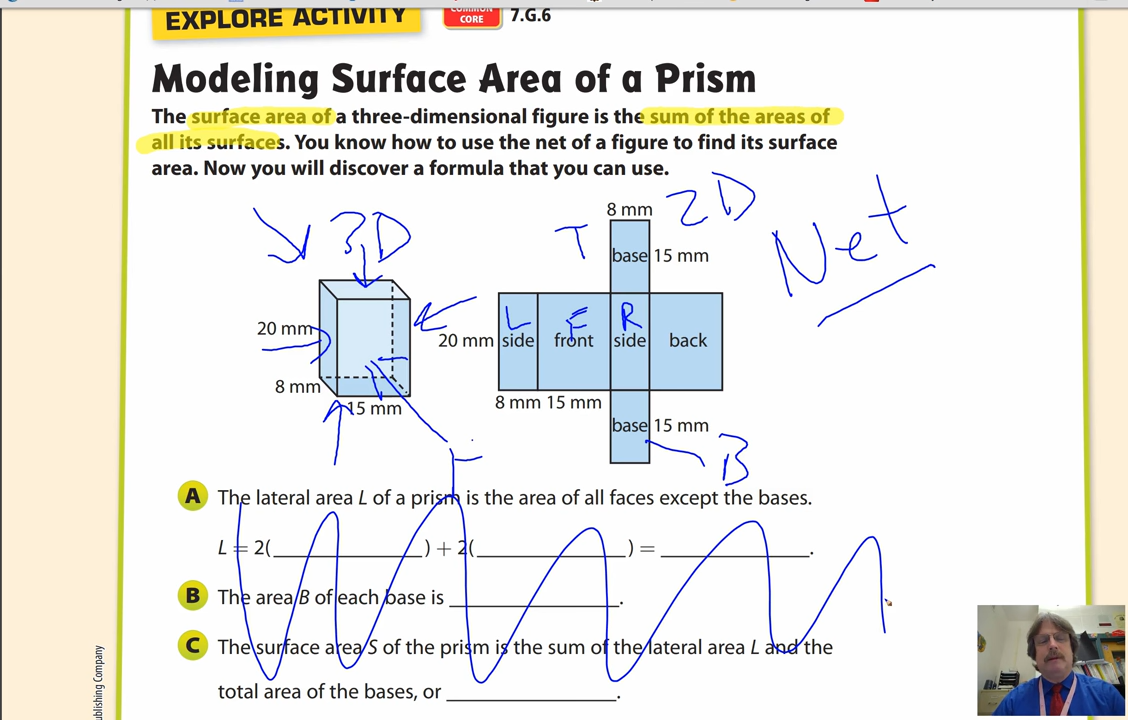 EXPLORE ACTIVITY
COMMON
CORE
7.G.6
Modeling Surface Area of a Prism
The surface area of a three-dimensional figure is the sum of the areas of
all its surfaces. You know how to use the net of a figure to find its surface
area. Now you will discover a formula that you can use.
3D
20 mm
8 mm
15 mm
2D
Net
8 mm
T
base 15 mm
L F R
20 mm side front side back
8 mm 15 mm
base 15 mm
B
F
A The lateral area L of a prism is the area of all faces except the bases.
L = 2(_______________) + 2(_______________) = _______________.
B The area B of each base is _______________.
C The surface area S of the prism is the sum of the lateral area L and the
total area of the bases, or _______________.
ublishing Company